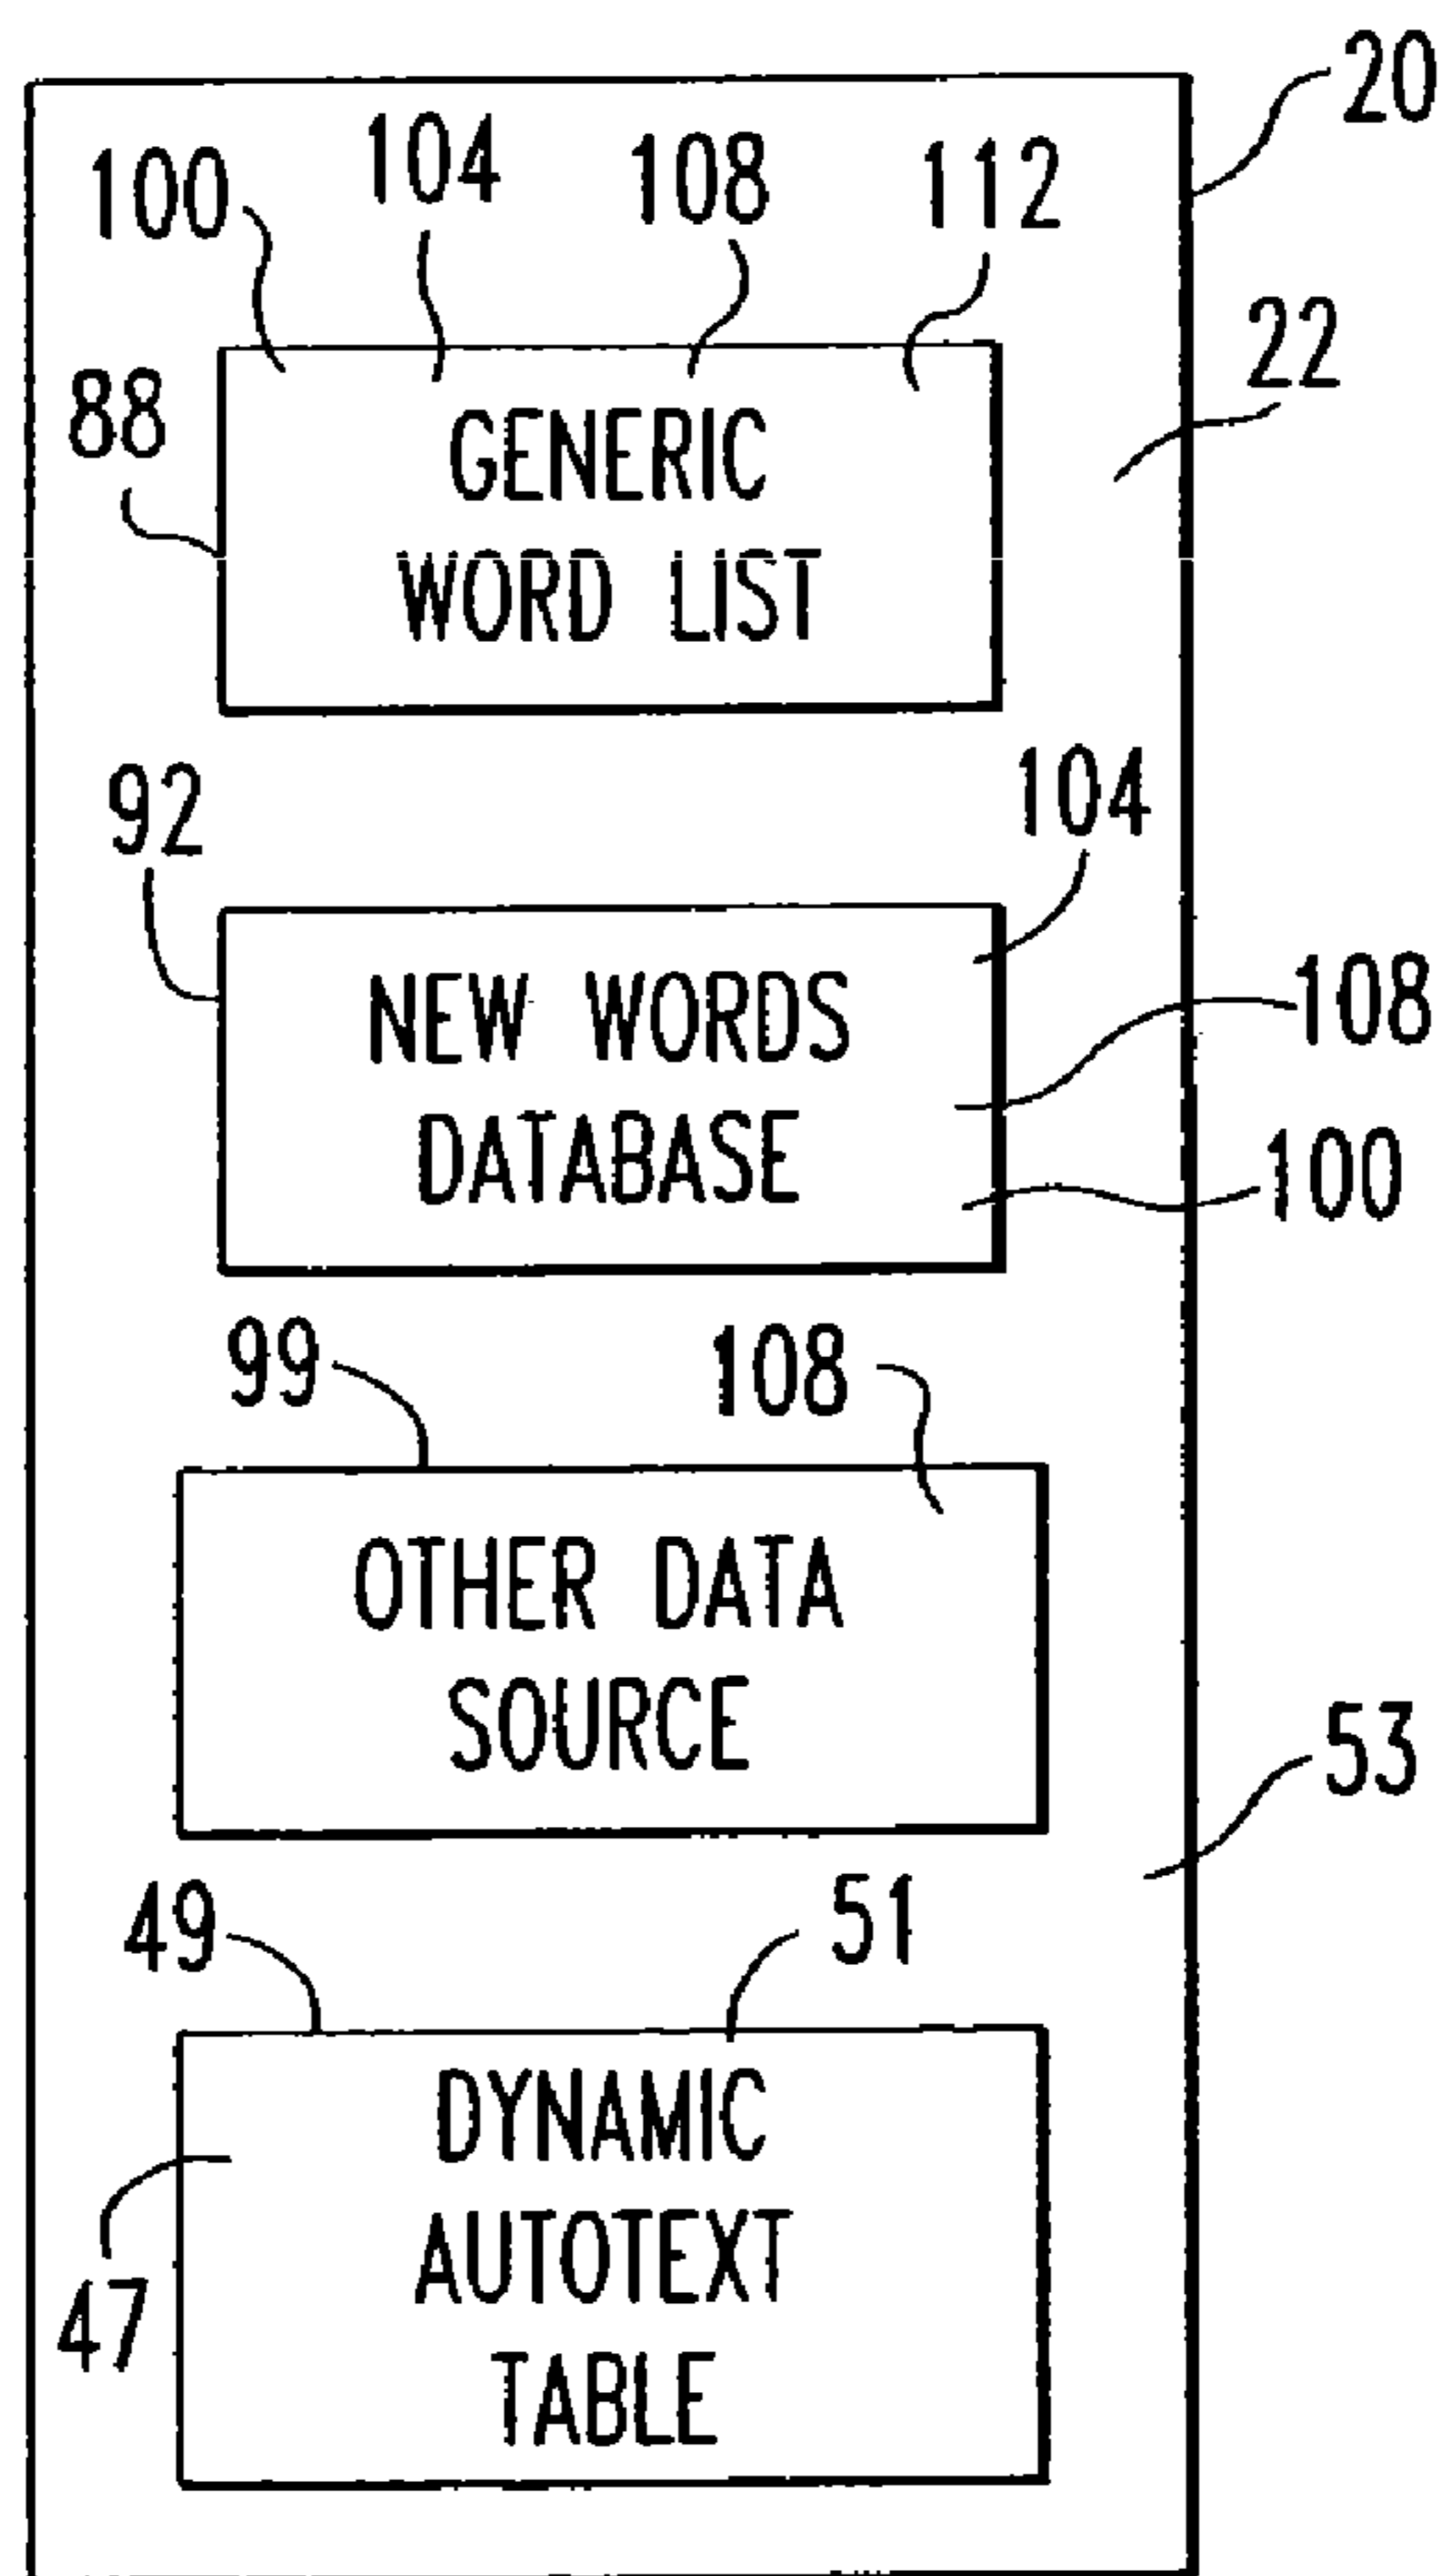 20
100 104 108 112
22
88
GENERIC
WORD LIST
92
104
NEW WORDS
108
DATABASE
100
99
108
OTHER DATA
SOURCE
53
49
51
DYNAMIC
AUTOTEXT
47
TABLE